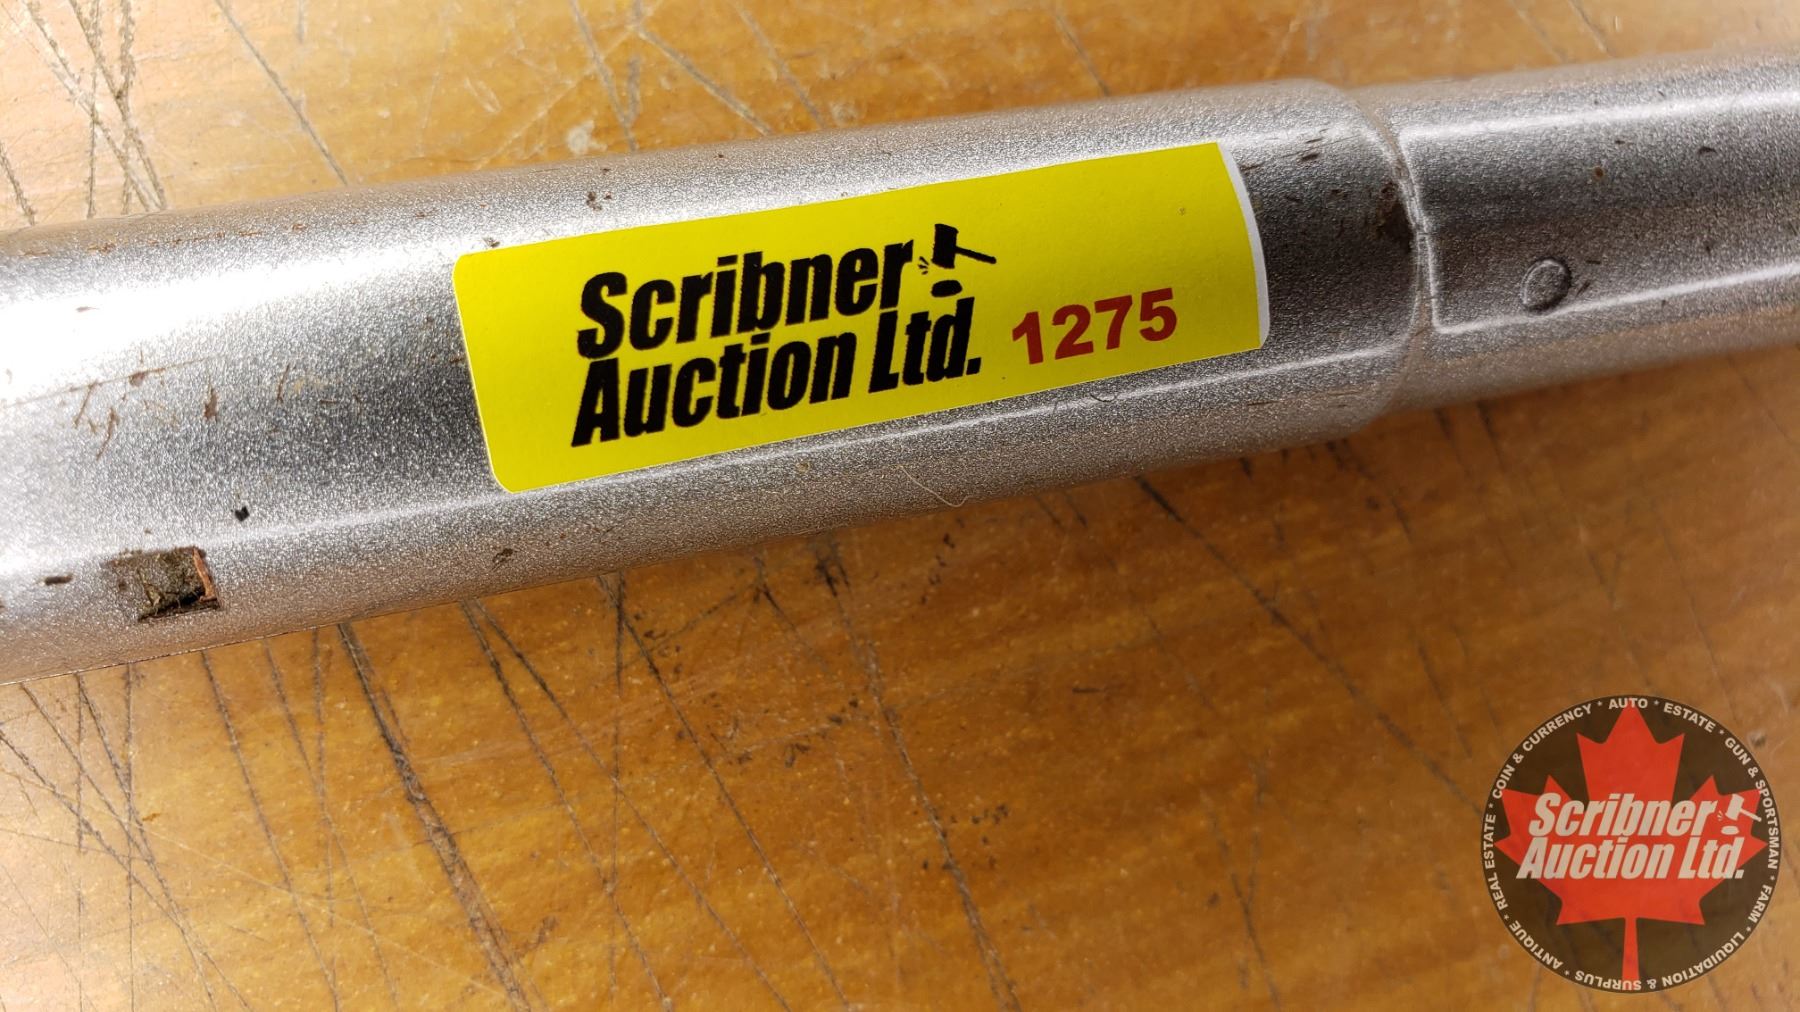 Scribner
Auction Ltd. 1275
COIN & CURRENCY * AUTO * ESTATE * GUN & SPORTSMAN * FARM * LIQUIDATION & SURPLUS * ANTIQUE * REAL ESTATE *
Scribner
Auction Ltd.